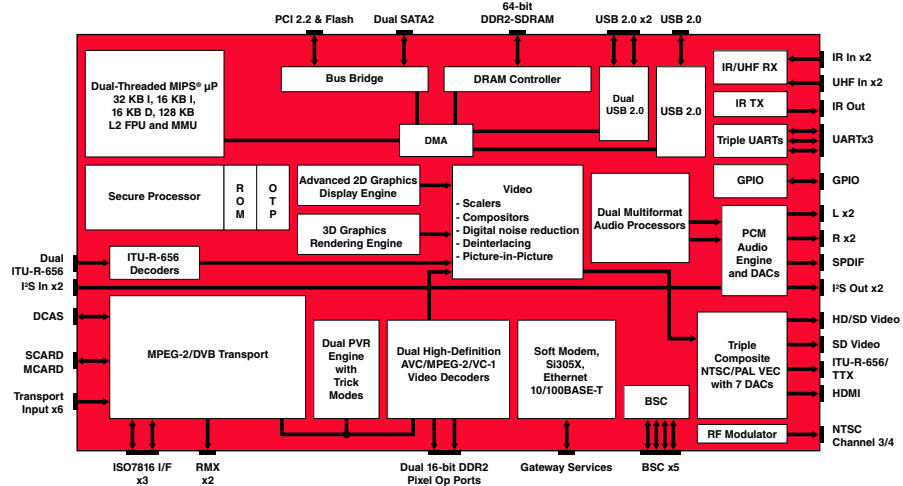 PCI 2.2 & Flash
Dual SATA2
64-bit
DDR2-SDRAM
USB 2.0 x2
USB 2.0
Dual-Threaded MIPS® µP
32 KB I, 16 KB I,
16 KB D, 128 KB
L2 FPU and MMU
Bus Bridge
DRAM Controller
Dual
USB 2.0
USB 2.0
IR/UHF RX
IR In x2
UHF In x2
IR TX
IR Out
DMA
Triple UARTs
UARTx3
Secure Processor
R
O
M
O
T
P
Advanced 2D Graphics
Display Engine
3D Graphics
Rendering Engine
Video
- Scalers
- Compositors
- Digital noise reduction
- Deinterlacing
- Picture-in-Picture
Dual Multiformat
Audio Processors
GPIO
GPIO
PCM
Audio
Engine
and DACs
L x2
R x2
SPDIF
I²S Out x2
Dual
ITU-R-656
I²S In x2
ITU-R-656
Decoders
DCAS
SCARD
MCARD
Transport
Input x6
MPEG-2/DVB Transport
Dual PVR
Engine
with
Trick
Modes
Dual High-Definition
AVC/MPEG-2/VC-1
Video Decoders
Soft Modem,
Si305X,
Ethernet
10/100BASE-T
BSC
Triple
Composite
NTSC/PAL VEC
with 7 DACs
HD/SD Video
SD Video
ITU-R-656/
TTX
HDMI
RF Modulator
NTSC
Channel 3/4
ISO7816 I/F
x3
RMX
x2
Dual 16-bit DDR2
Pixel Op Ports
Gateway Services
BSC x5